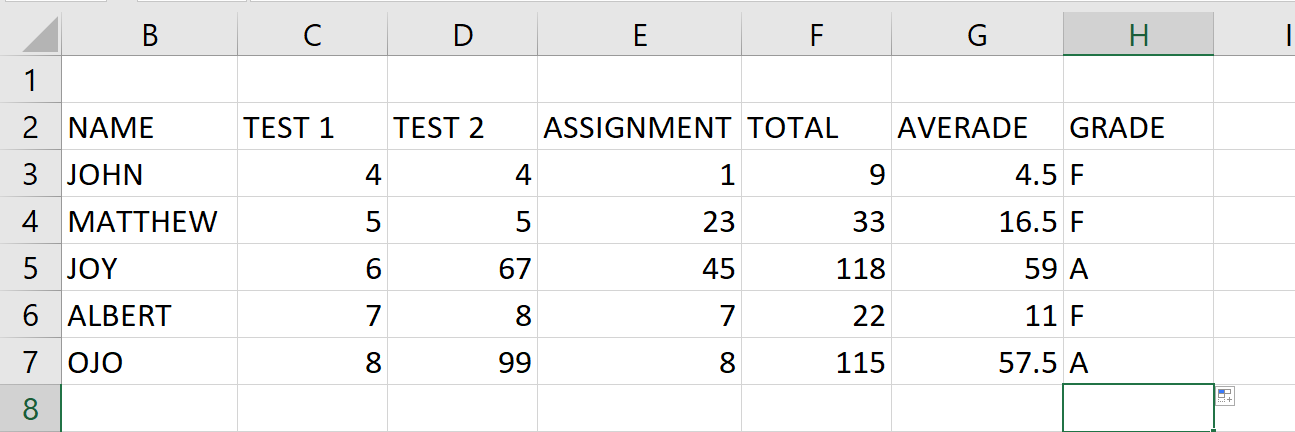 B C D E F G H I
1
2 NAME TEST 1 TEST 2 ASSIGNMENT TOTAL AVERADE GRADE
3 JOHN 4 4 1 9 4.5 F
4 MATTHEW 5 5 23 33 16.5 F
5 JOY 6 67 45 118 59 A
6 ALBERT 7 8 7 22 11 F
7 OJO 8 99 8 115 57.5 A
8